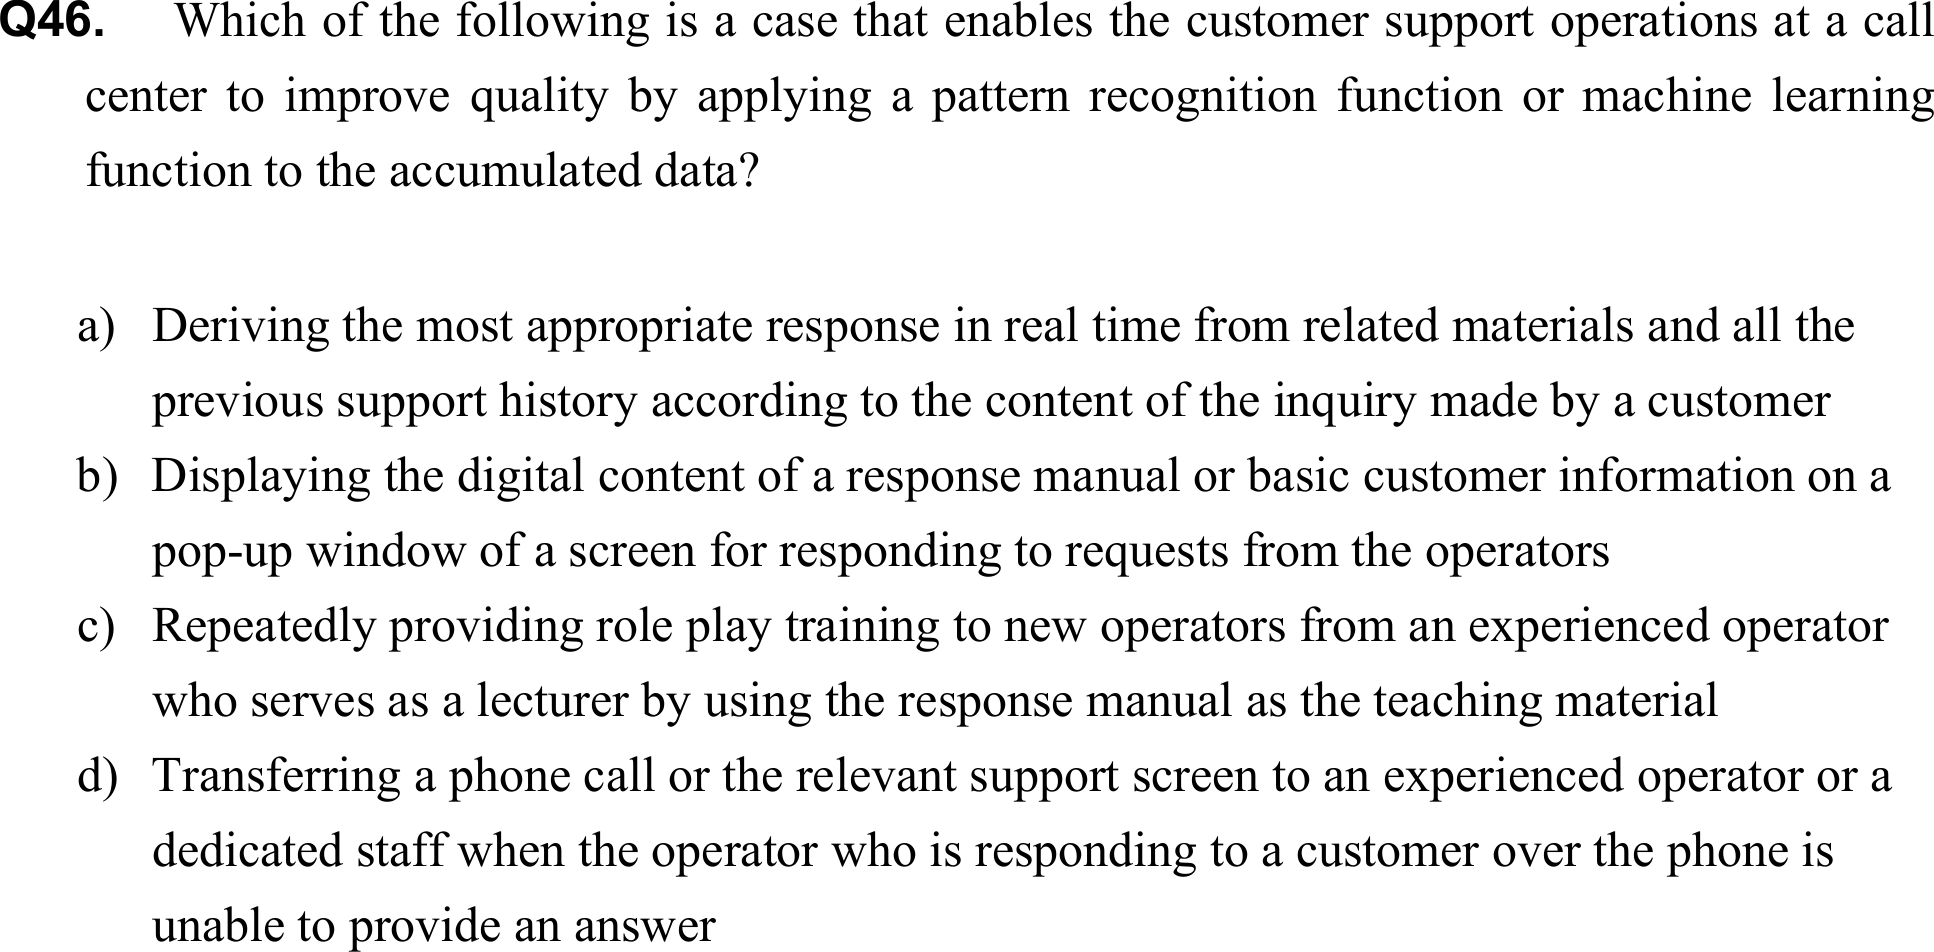 Q46. Which of the following is a case that enables the customer support operations at a call
center to improve quality by applying a pattern recognition function or machine learning
function to the accumulated data?
a) Deriving the most appropriate response in real time from related materials and all the
previous support history according to the content of the inquiry made by a customer
b) Displaying the digital content of a response manual or basic customer information on a
pop-up window of a screen for responding to requests from the operators
c) Repeatedly providing role play training to new operators from an experienced operator
who serves as a lecturer by using the response manual as the teaching material
d) Transferring a phone call or the relevant support screen to an experienced operator or a
dedicated staff when the operator who is responding to a customer over the phone is
unable to provide an answer